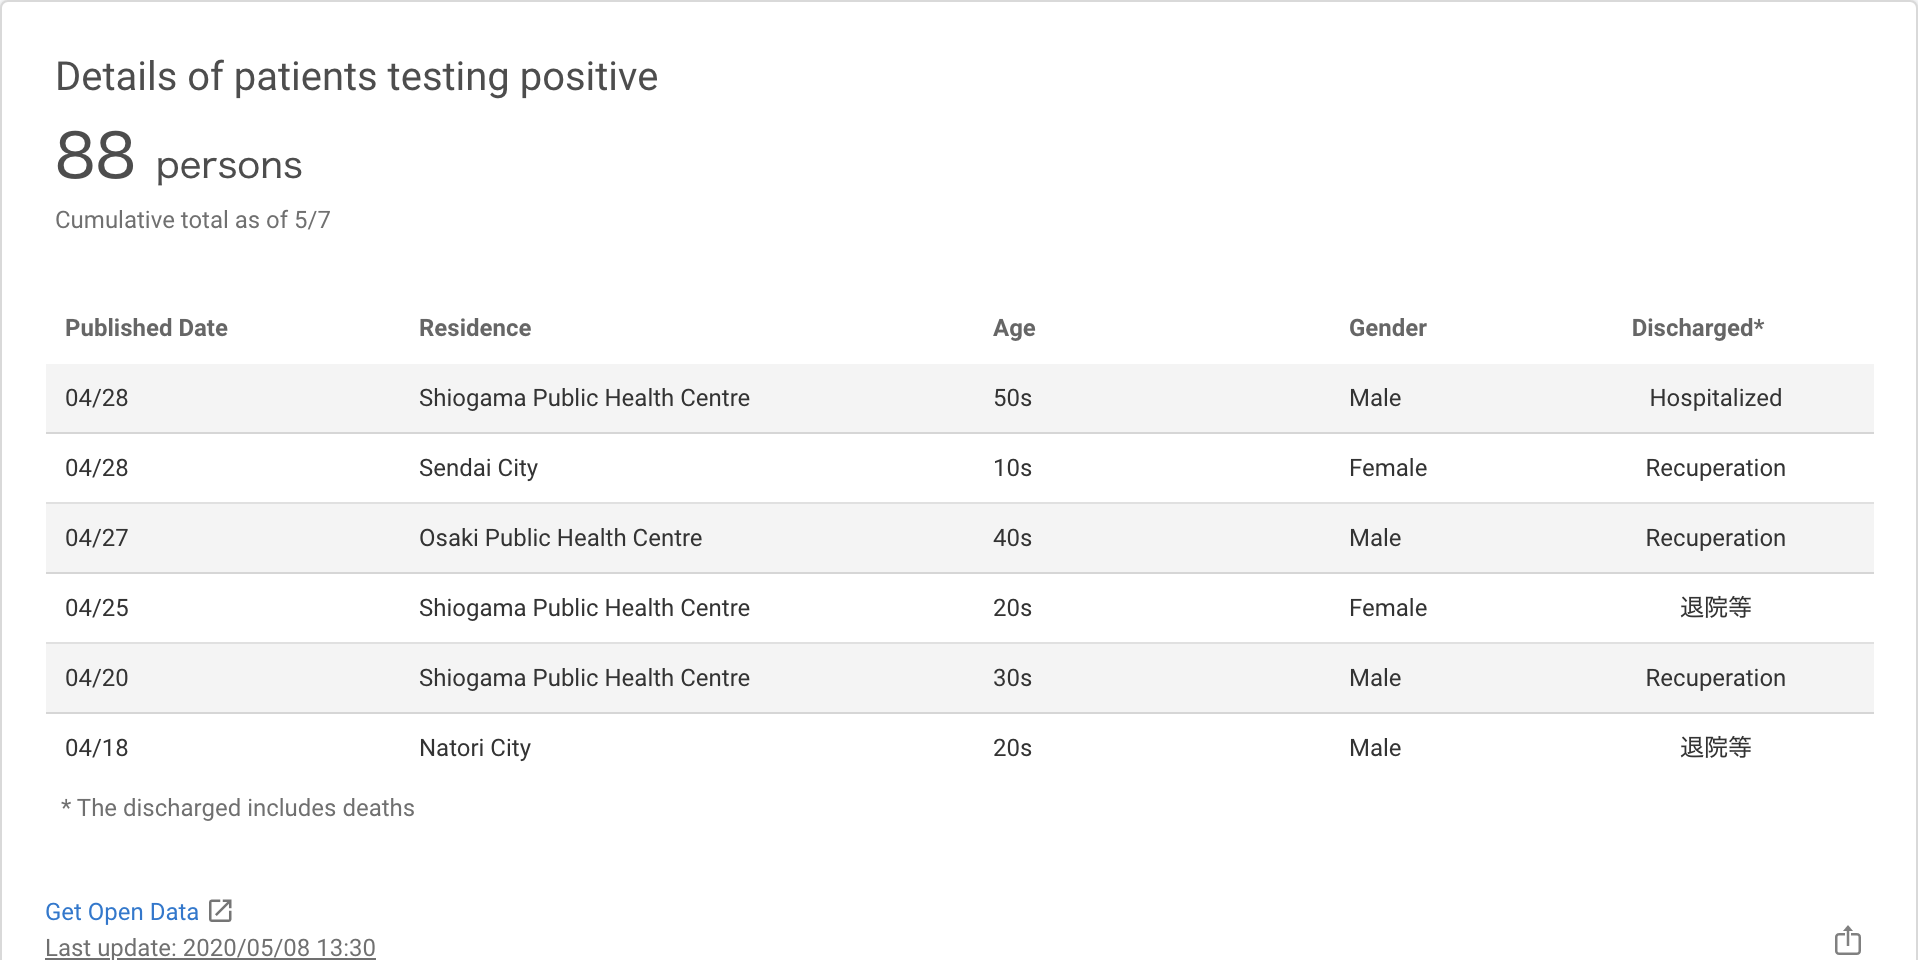 Details of patients testing positive
88 persons
Cumulative total as of 5/7
Published Date Residence Age Gender Discharged*
04/28 Shiogama Public Health Centre 50s Male Hospitalized
04/28 Sendai City 10s Female Recuperation
04/27 Osaki Public Health Centre 40s Male Recuperation
04/25 Shiogama Public Health Centre 20s Female 退院等
04/20 Shiogama Public Health Centre 30s Male Recuperation
04/18 Natori City 20s Male 退院等
* The discharged includes deaths
Get Open Data
Last update: 2020/05/08 13:30